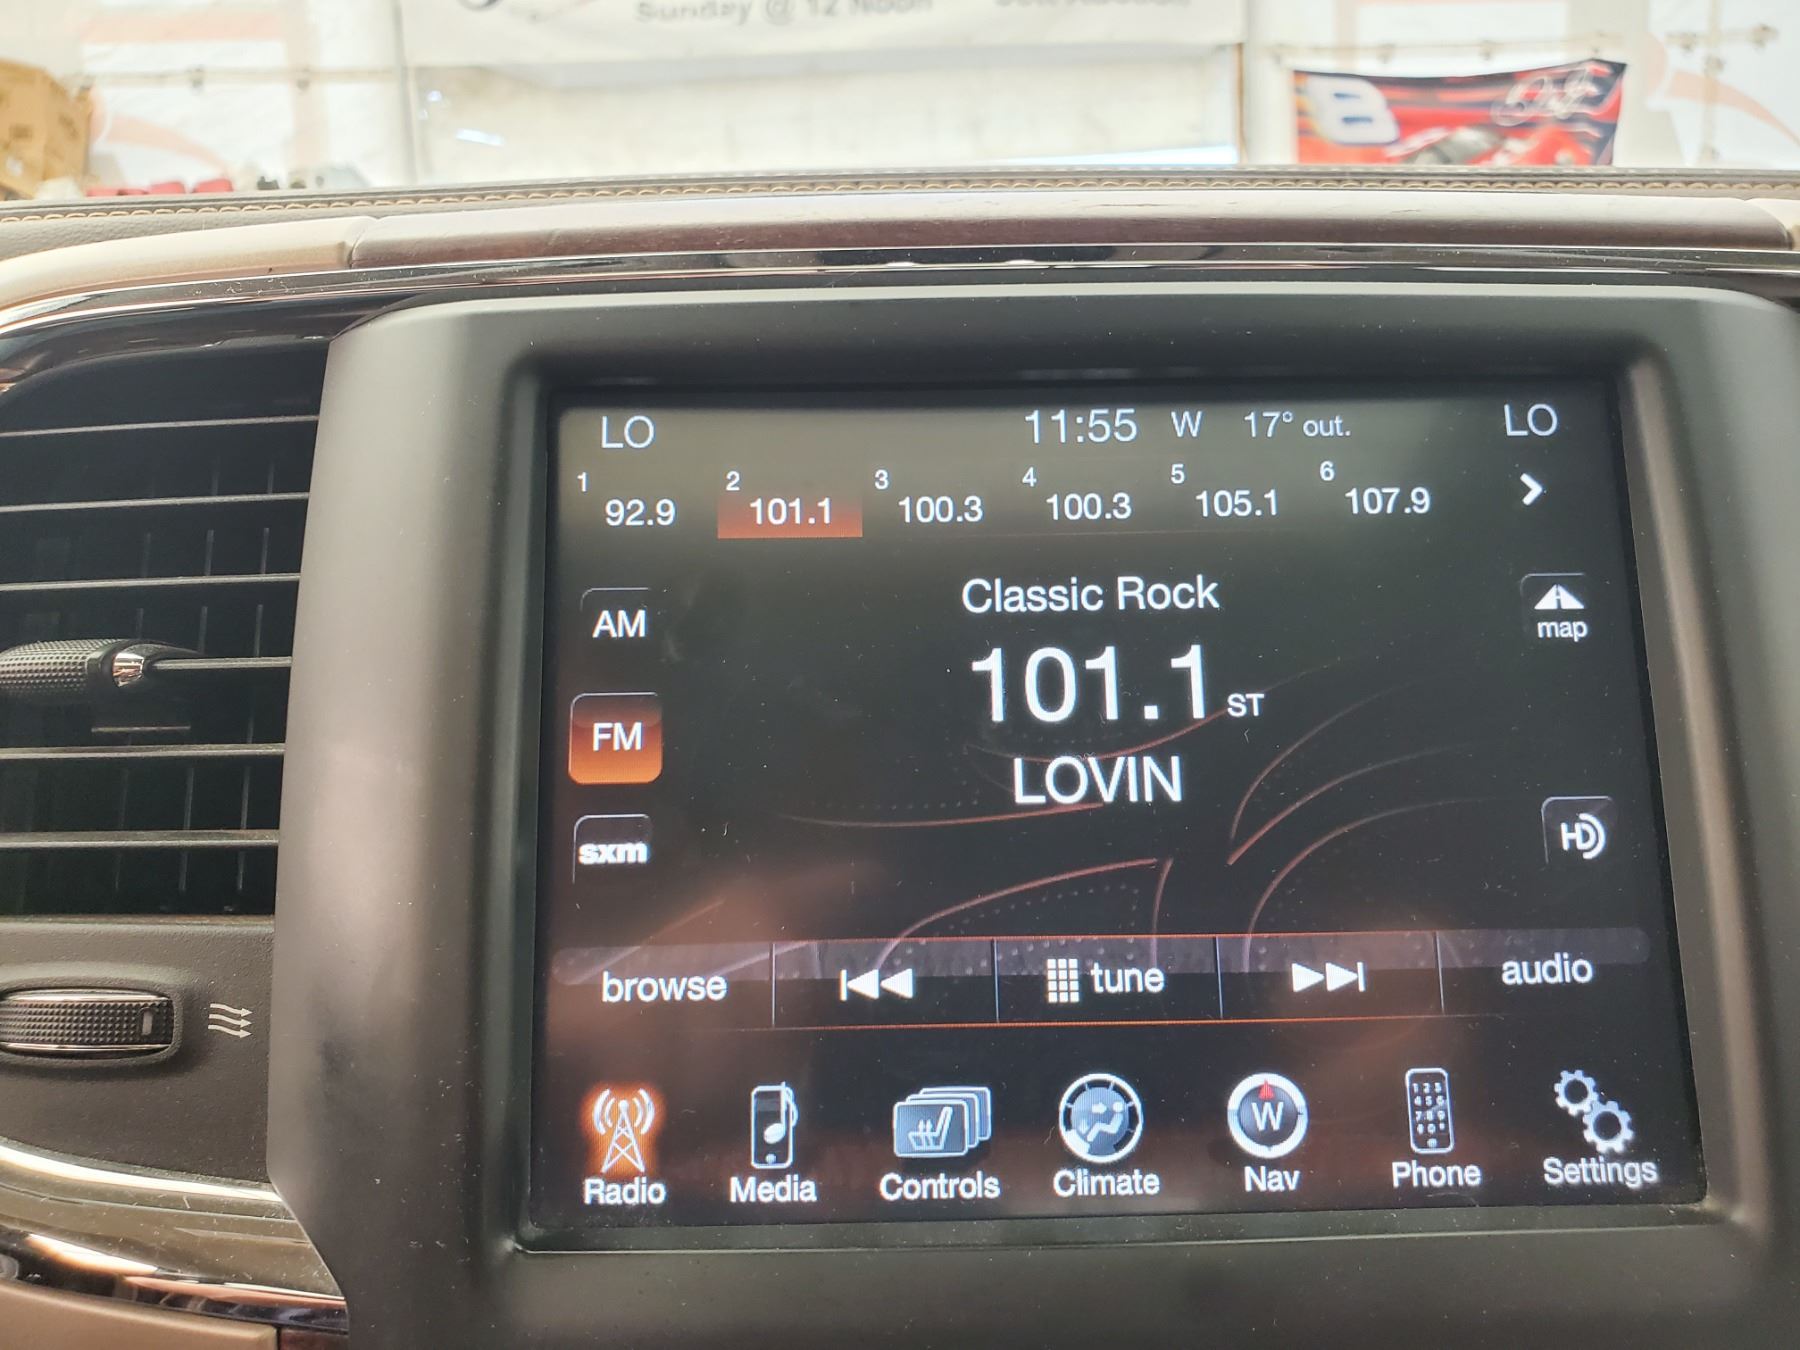 Sunday @ 12 Noon
8
LO 11:55 W 17° out. LO
1 92.9 2 101.1 3 100.3 4 100.3 5 105.1 6 107.9
Classic Rock
AM
map
101.1 ST
FM
LOVIN
sxm
HD
browse tune audio
W
Radio Media Controls Climate Nav Phone Settings